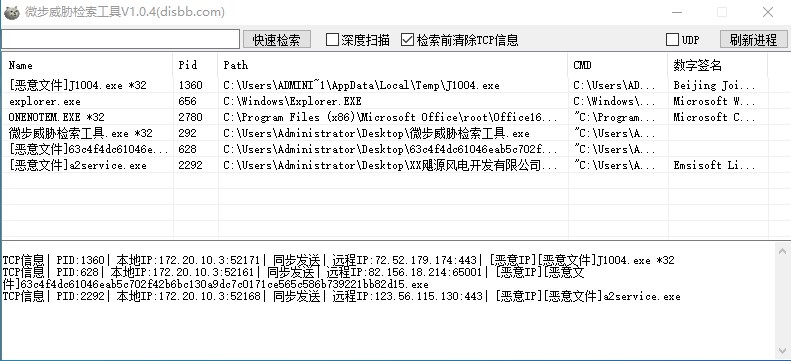 微步威胁检索工具V1.0.4(disbb.com)
快速检索 深度扫描 检索前清除TCP信息 UDP 刷新进程
Name Pid Path CMD 数字签名
[恶意文件]J1004.exe *32 1360 C:\Users\ADMINI~1\AppData\Local\Temp\J1004.exe C:\Users\AD... Beijing Joi...
explorer.exe 656 C:\Windows\Explorer.EXE C:\Windows\... Microsoft W...
ONENOTEM.EXE *32 2780 C:\Program Files (x86)\Microsoft Office\root\Office16... "C:\Program... Microsoft C...
微步威胁检索工具.exe *32 292 C:\Users\Administrator\Desktop\微步威胁检索工具.exe "C:\Users\A...
[恶意文件]63c4f4dc61046e... 628 C:\Users\Administrator\Desktop\63c4f4dc61046eab5c702f... "C:\Users\A...
[恶意文件]a2service.exe 2292 C:\Users\Administrator\Desktop\XX飓源风电开发有限公司... "C:\Users\A... Emsisoft Li...
TCP信息| PID:1360| 本地IP:172.20.10.3:52171| 同步发送| 远程IP:72.52.179.174:443| [恶意IP][恶意文件]J1004.exe *32
TCP信息| PID:628| 本地IP:172.20.10.3:52161| 同步发送| 远程IP:82.156.18.214:65001| [恶意IP][恶意文
件]63c4f4dc61046eab5c702f42b6bc130a9dc7c0171ce565c586b739221bb82d15.exe
TCP信息| PID:2292| 本地IP:172.20.10.3:52168| 同步发送| 远程IP:123.56.115.130:443| [恶意IP][恶意文件]a2service.exe